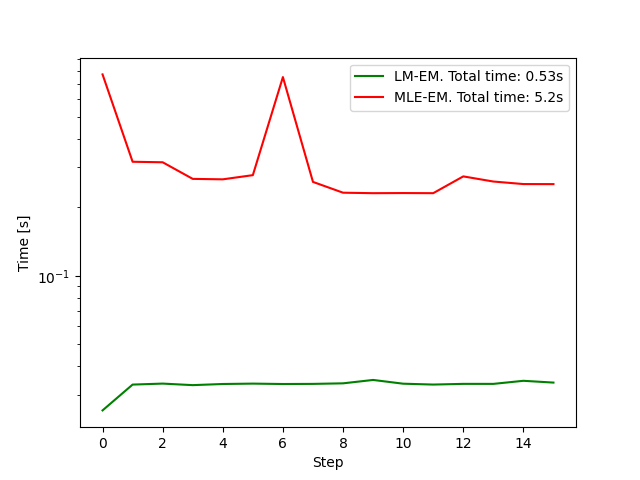 LM-EM. Total time: 0.53s
MLE-EM. Total time: 5.2s
Time [s]
10⁻¹
0 2 4 6 8 10 12 14
Step